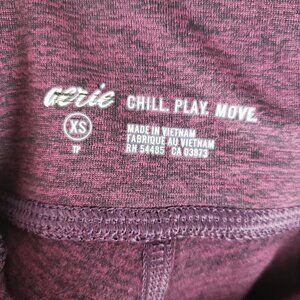 aerie CHILL. PLAY. MOVE.
XS
TP
MADE IN VIETNAM
FABRIQUE AU VIETNAM
RN 54485 CA 03873